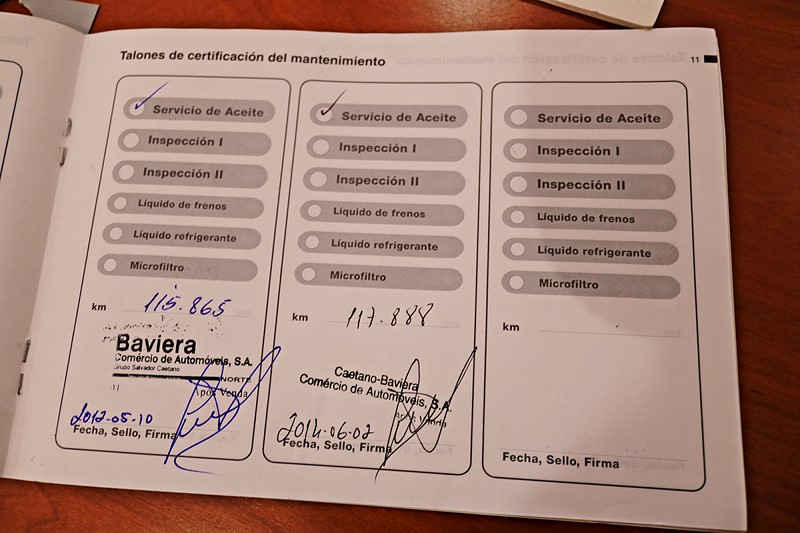 Talones de certificación del mantenimiento
11
Servicio de Aceite
Inspección I
Inspección II
Líquido de frenos
Líquido refrigerante
Microfiltro
km 115.865
Baviera
Comércio de Automóveis, S.A.
Grupo Salvador Caetano
NORTE
Após Venda
2012-05-10
Fecha, Sello, Firma
Servicio de Aceite
Inspección I
Inspección II
Líquido de frenos
Líquido refrigerante
Microfiltro
km 117.888
Caetano-Baviera
Comércio de Automóveis, S.A.
2014-06-02
Fecha, Sello, Firma
Servicio de Aceite
Inspección I
Inspección II
Líquido de frenos
Líquido refrigerante
Microfiltro
km
Fecha, Sello, Firma